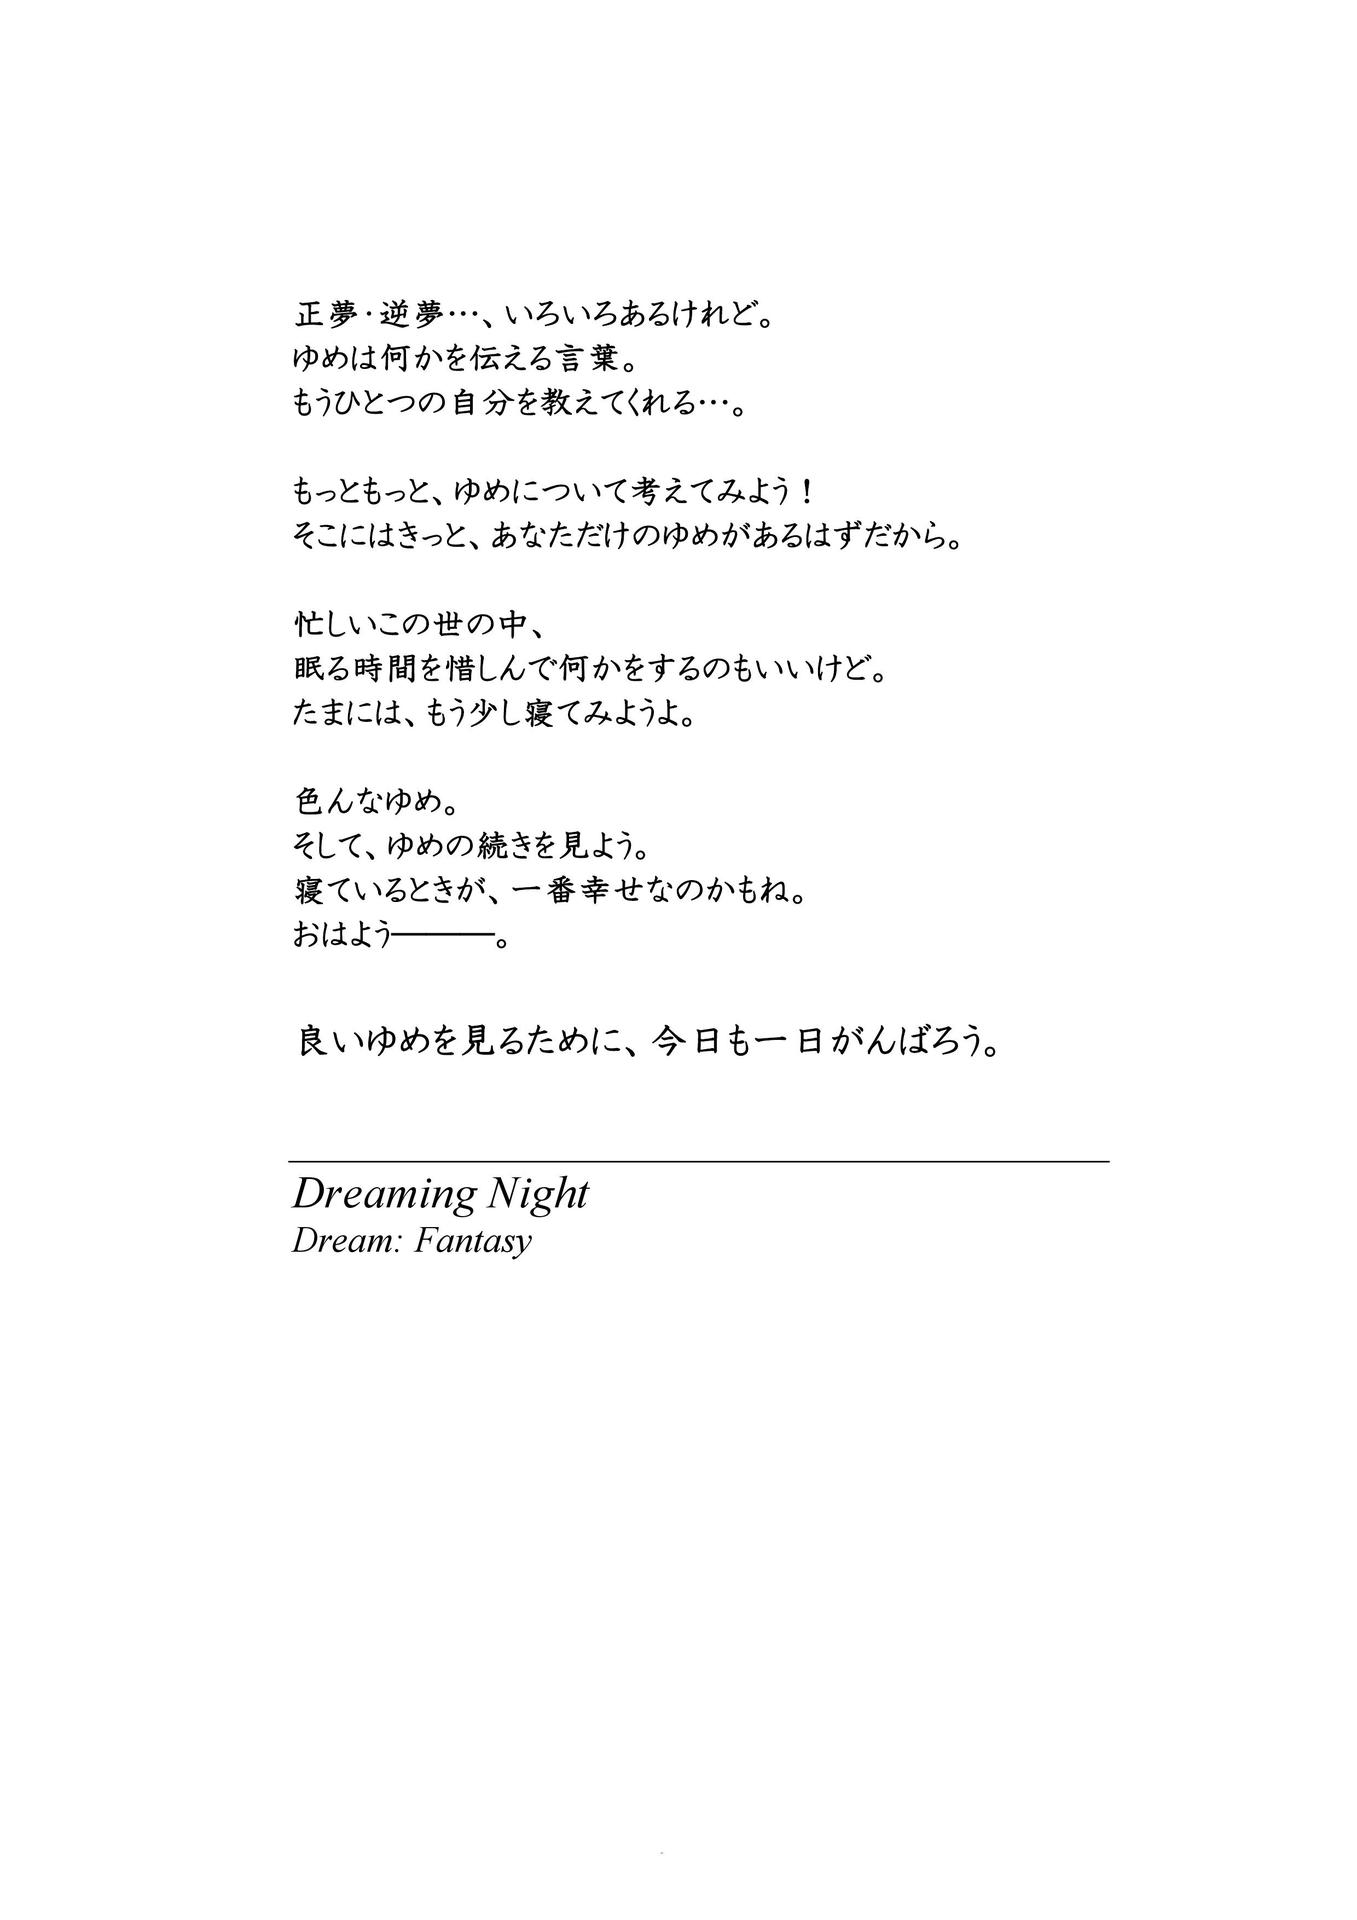 正夢・逆夢…、いろいろあるけれど。
ゆめは何かを伝える言葉。
もうひとつの自分を教えてくれる…。
もっともっと、ゆめについて考えてみよう！
そこにはきっと、あなただけのゆめがあるはずだから。
忙しいこの世の中、
眠る時間を惜しんで何かをするのもいいけど。
たまには、もう少し寝てみようよ。
色んなゆめ。
そして、ゆめの続きを見よう。
寝ているときが、一番幸せなのかもね。
おはよう―――。
良いゆめを見るために、今日も一日がんばろう。
Dreaming Night
Dream: Fantasy